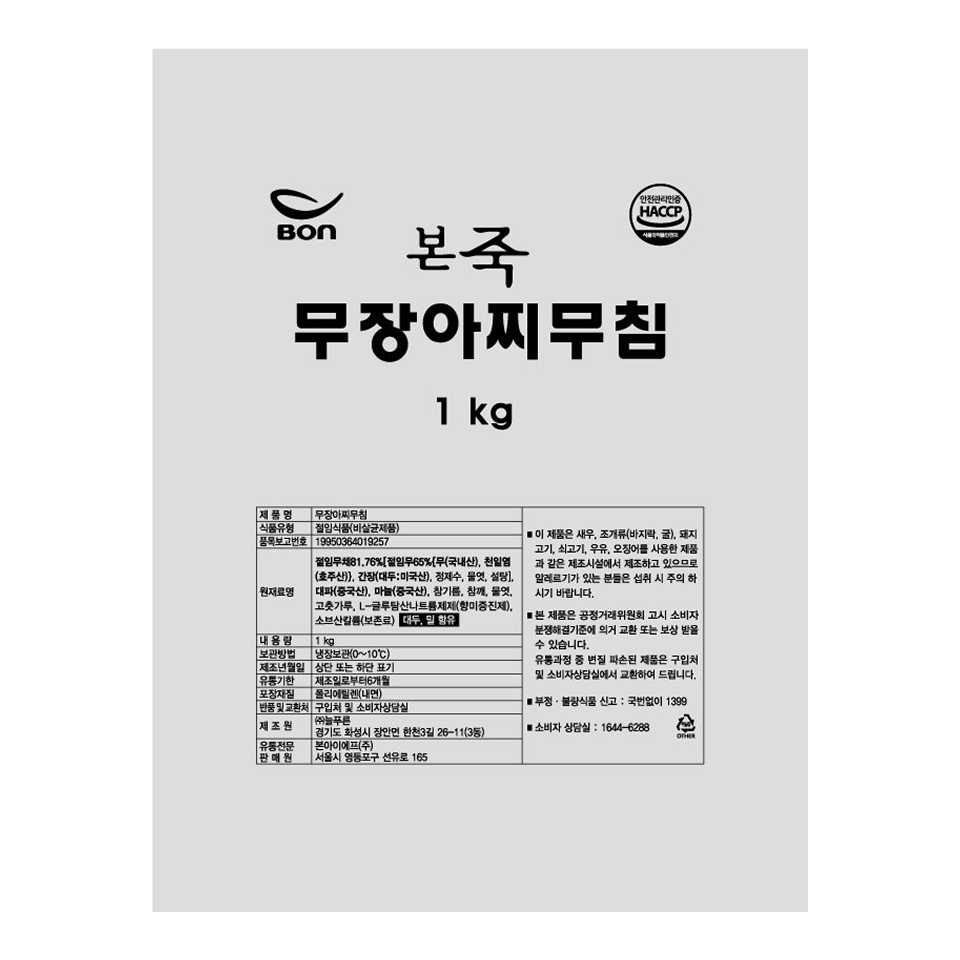 BON
안전관리인증
HACCP
식품의약품안전처
본죽
무장아찌무침
1 kg
제 품 명 무장아찌무침
식품유형 절임식품(비살균제품)
품목보고번호 19950364019257
원재료명 절임무채81.76%[절임무65%{무(국내산), 천일염
(호주산)}, 간장(대두:미국산), 정제수, 물엿, 설탕],
대파(중국산), 마늘(중국산), 참기름, 참깨, 물엿,
고춧가루, L-글루탐산나트륨제제(향미증진제),
소브산칼륨(보존료) 대두, 밀 함유
내 용 량 1 kg
보관방법 냉장보관(0~10℃)
제조년월일 상단 또는 하단 표기
유통기한 제조일로부터6개월
포장재질 폴리에틸렌(내면)
반품 및 교환처 구입처 및 소비자상담실
제 조 원 ㈜늘푸른
경기도 화성시 장안면 한천3길 26-11(3동)
유통전문 본아이에프(주)
판 매 원 서울시 영등포구 선유로 165
■ 이 제품은 새우, 조개류(바지락, 굴), 돼지
고기, 쇠고기, 우유, 오징어를 사용한 제품
과 같은 제조시설에서 제조하고 있으므로
알레르기가 있는 분들은 섭취 시 주의 하
시기 바랍니다.
■ 본 제품은 공정거래위원회 고시 소비자
분쟁해결기준에 의거 교환 또는 보상 받을
수 있습니다.
유통과정 중 변질 파손된 제품은 구입처
및 소비자상담실에서 교환하여 드립니다.
■ 부정·불량식품 신고 : 국번없이 1399
■ 소비자 상담실 : 1644-6288
OTHER